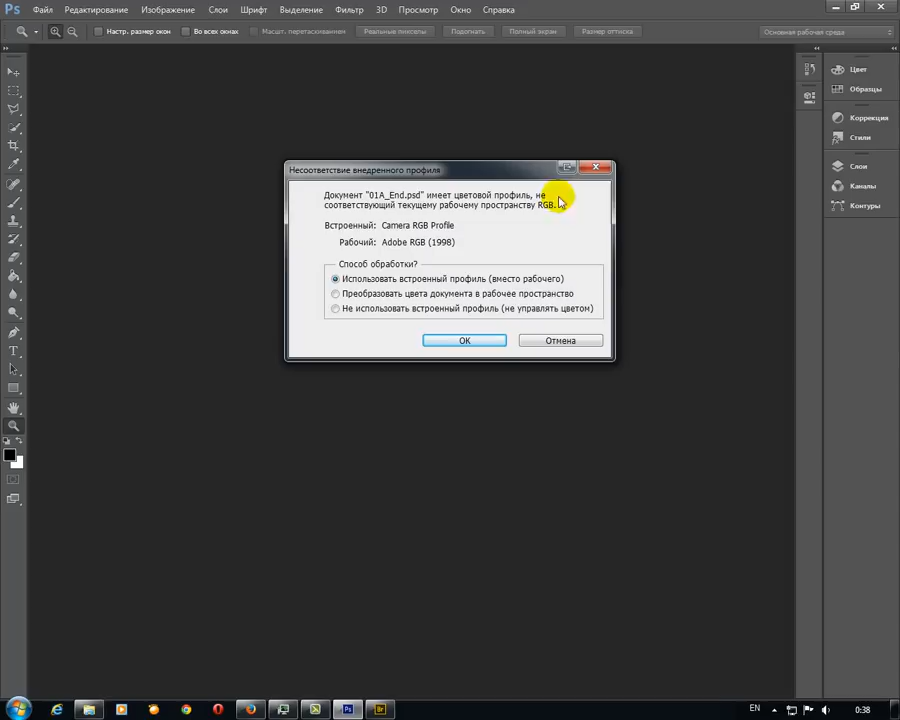 Ps Файл Редактирование Изображение Слои Шрифт Выделение Фильтр 3D Просмотр Окно Справка
Настр. размер окон Во всех окнах Масшт. перетаскиванием Реальные пикселы Подогнать Полный экран Размер оттиска Основная рабочая среда
Цвет
Образцы
Коррекция
Стили
Слои
Каналы
Контуры
Несоответствие внедренного профиля
Документ "01A_End.psd" имеет цветовой профиль, не
соответствующий текущему рабочему пространству RGB.
Встроенный: Camera RGB Profile
Рабочий: Adobe RGB (1998)
Способ обработки?
Использовать встроенный профиль (вместо рабочего)
Преобразовать цвета документа в рабочее пространство
Не использовать встроенный профиль (не управлять цветом)
OK Отмена
T
Ps Br EN 0:38